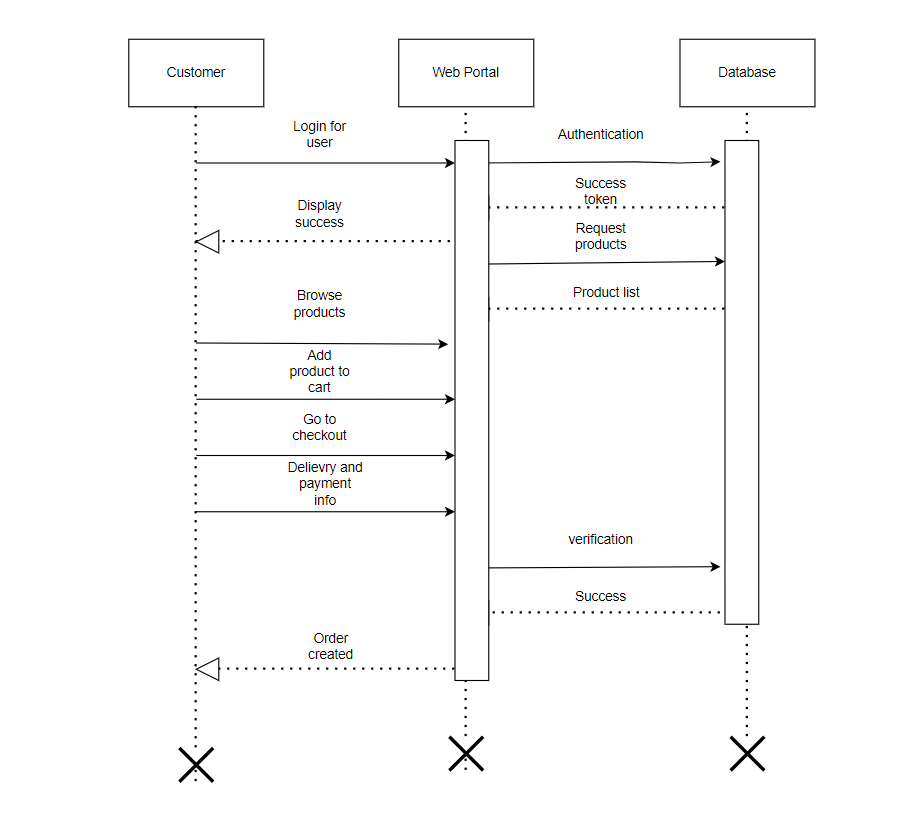 Customer
Web Portal
Database
Login for
user
Authentication
Success
token
Display
success
Request
products
Browse
products
Product list
Add
product to
cart
Go to
checkout
Delievry and
payment
info
verification
Success
Order
created